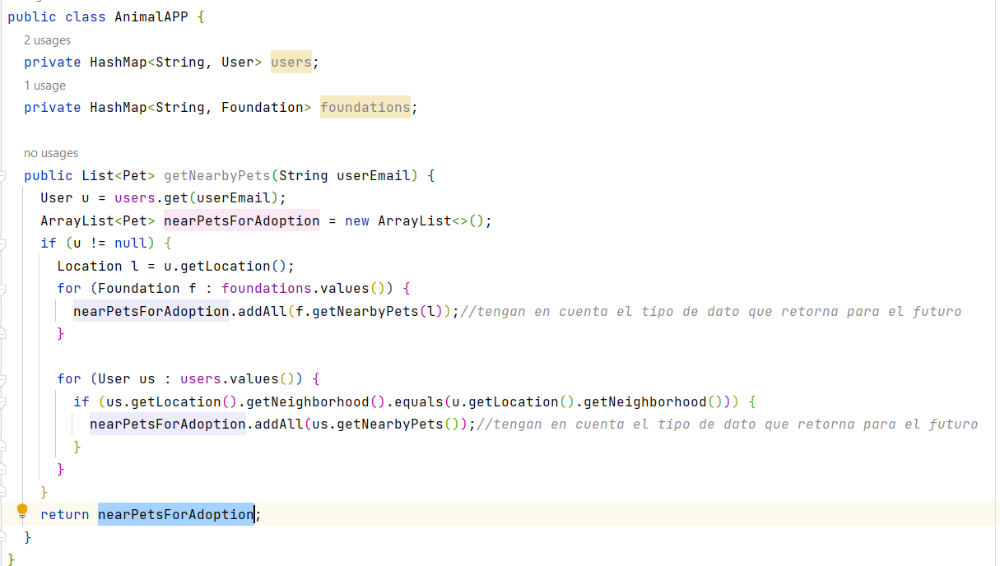 public class AnimalAPP {
2 usages
private HashMap<String, User> users;
1 usage
private HashMap<String, Foundation> foundations;
no usages
public List<Pet> getNearbyPets(String userEmail) {
User u = users.get(userEmail);
ArrayList<Pet> nearPetsForAdoption = new ArrayList<>();
if (u != null) {
Location l = u.getLocation();
for (Foundation f : foundations.values()) {
nearPetsForAdoption.addAll(f.getNearbyPets(l));//tengan en cuenta el tipo de dato que retorna para el futuro
}
for (User us : users.values()) {
if (us.getLocation().getNeighborhood().equals(u.getLocation().getNeighborhood())) {
nearPetsForAdoption.addAll(us.getNearbyPets());//tengan en cuenta el tipo de dato que retorna para el futuro
}
}
}
return nearPetsForAdoption;
}
}